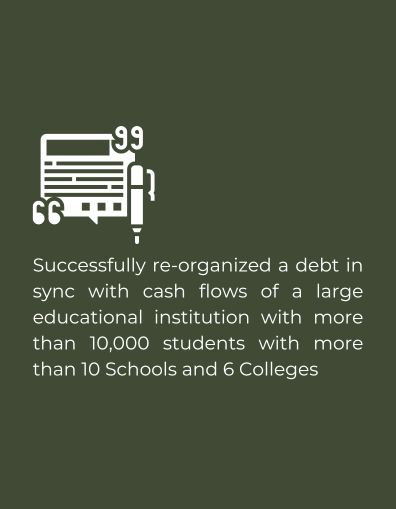 Successfully re-organized a debt in
sync with cash flows of a large
educational institution with more
than 10,000 students with more
than 10 Schools and 6 Colleges